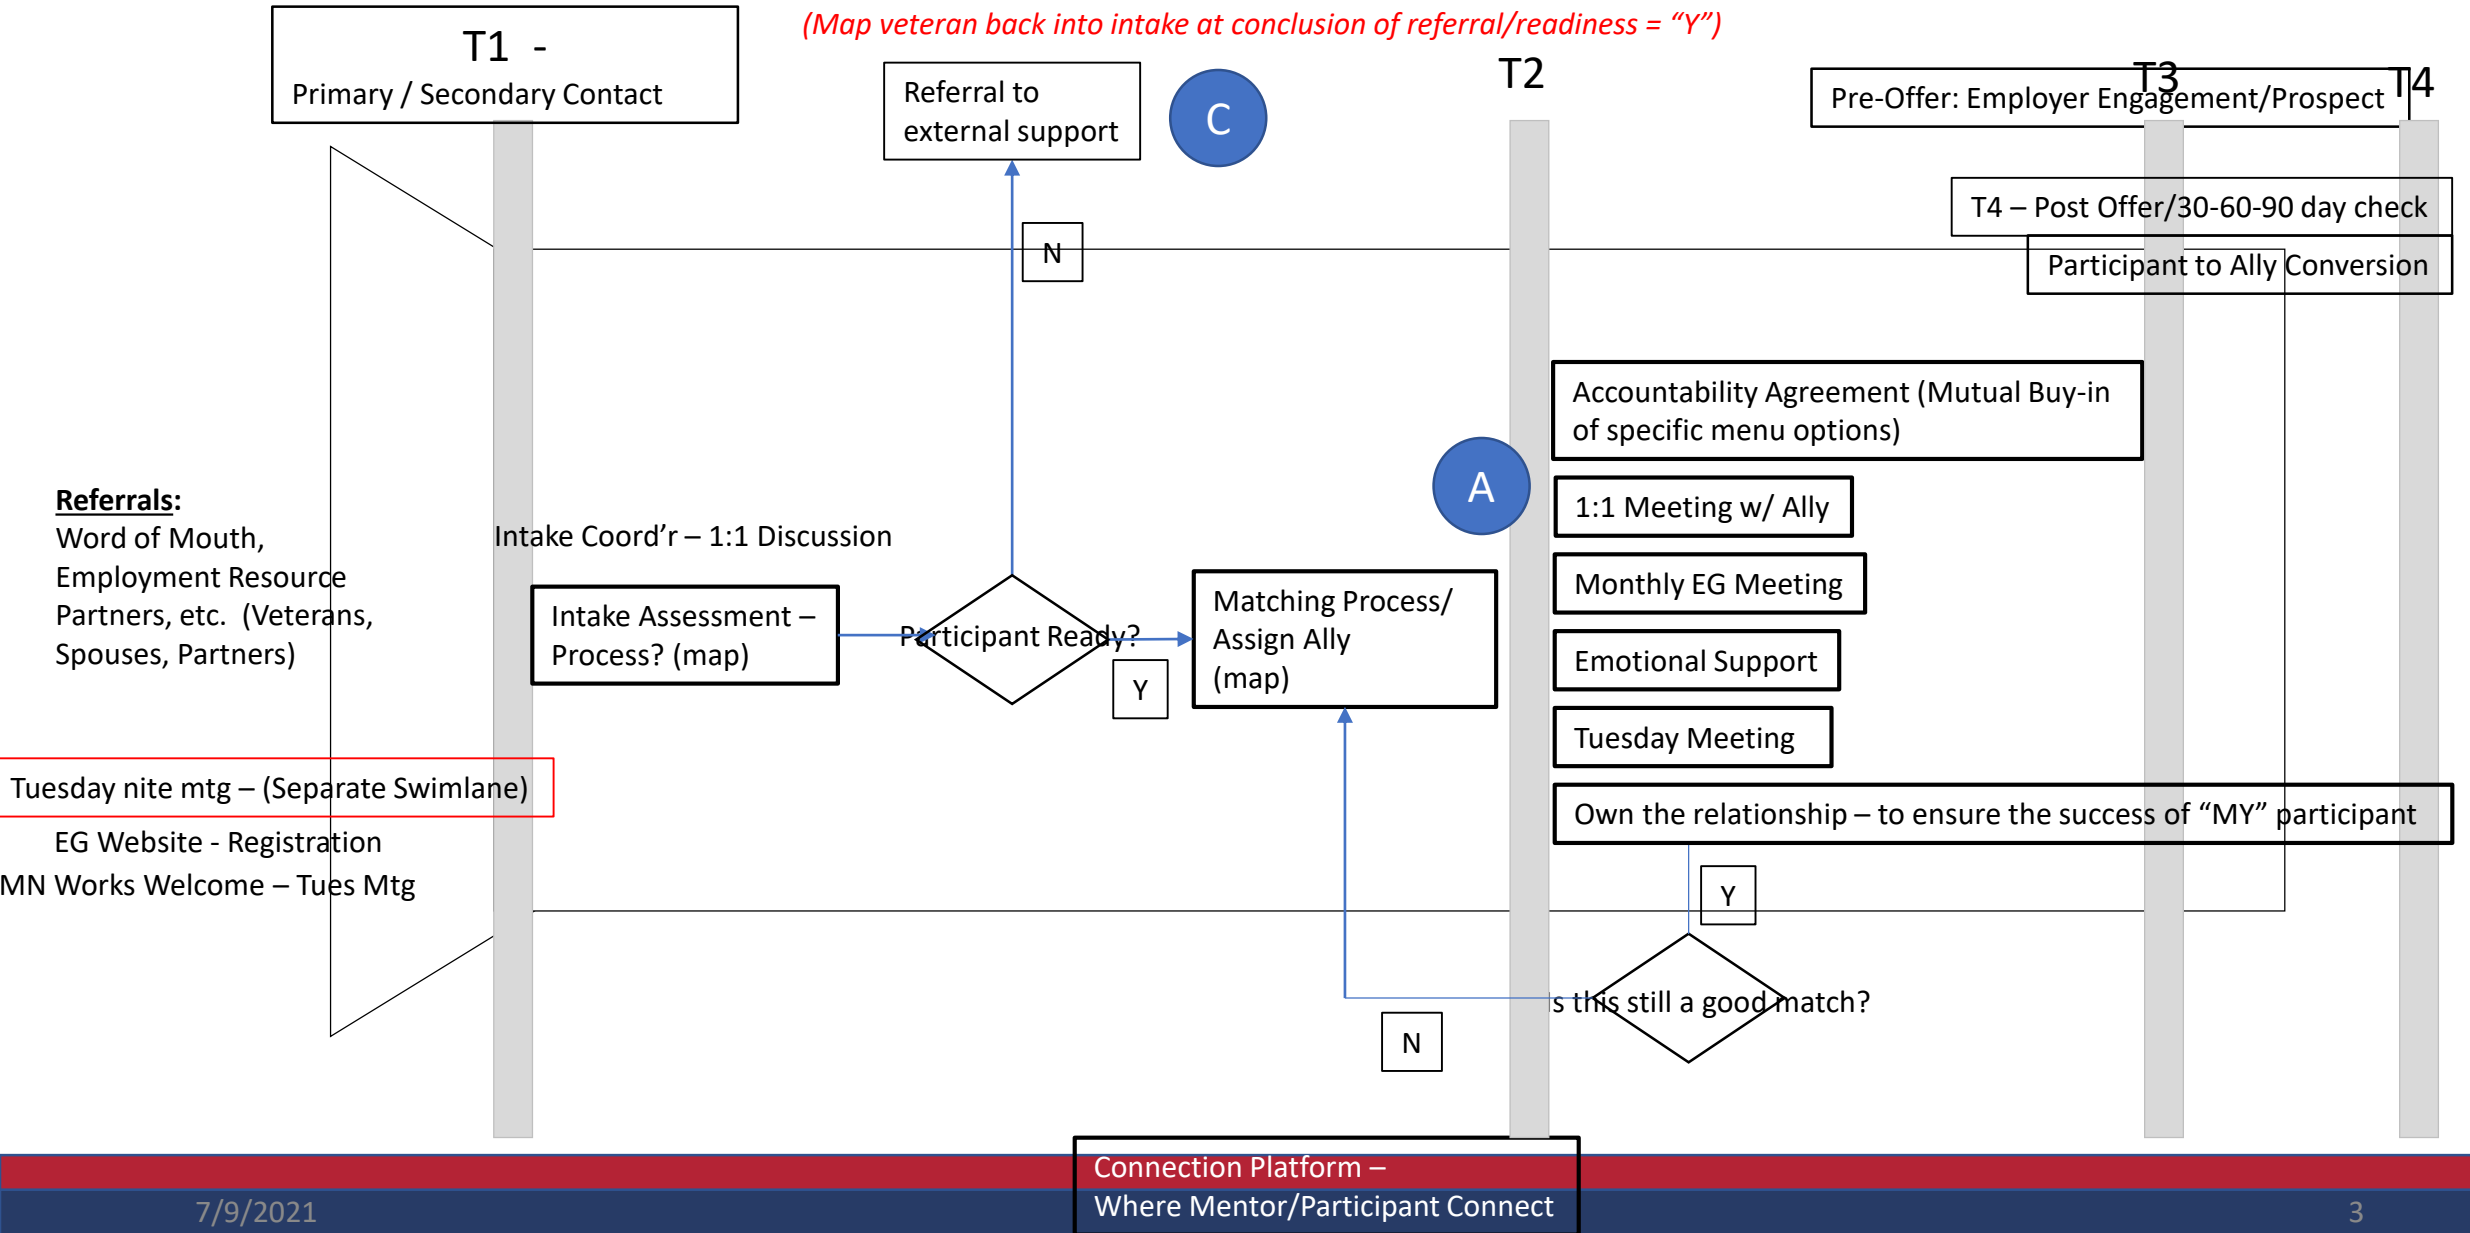 (Map veteran back into intake at conclusion of referral/readiness = “Y”)
T1 -
Primary / Secondary Contact
Referral to
external support
C
T2
T3
T4
Pre-Offer: Employer Engagement/Prospect
T4 – Post Offer/30-60-90 day check
Participant to Ally Conversion
N
Accountability Agreement (Mutual Buy-in
of specific menu options)
A
1:1 Meeting w/ Ally
Monthly EG Meeting
Emotional Support
Tuesday Meeting
Own the relationship – to ensure the success of “MY” participant
Referrals:
Word of Mouth,
Employment Resource
Partners, etc. (Veterans,
Spouses, Partners)
Intake Coord’r – 1:1 Discussion
Intake Assessment –
Process? (map)
Participant Ready?
Y
Matching Process/
Assign Ally
(map)
Tuesday nite mtg – (Separate Swimlane)
EG Website - Registration
MN Works Welcome – Tues Mtg
Y
Is this still a good match?
N
Connection Platform –
Where Mentor/Participant Connect
7/9/2021
3